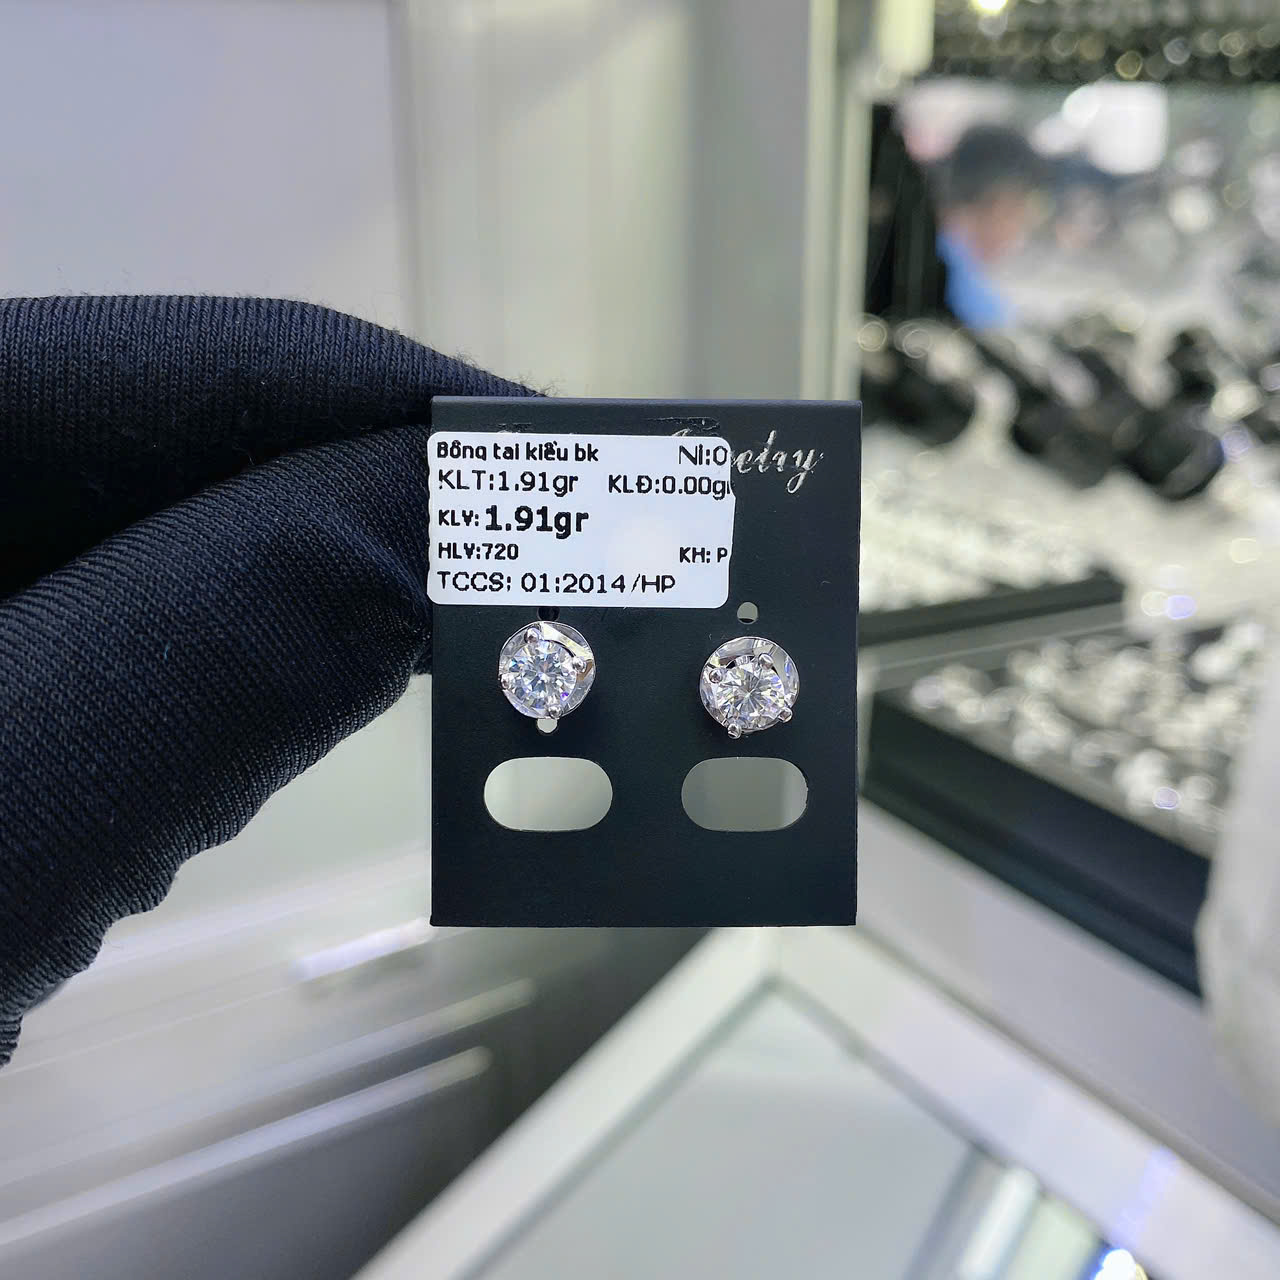 Bông tai kiểu bk Ni:0
KLT:1.91gr KLĐ:0.00gr
KLV: 1.91gr
HLV:720 KH: P
TCCS: 01:2014/HP
Jewelry